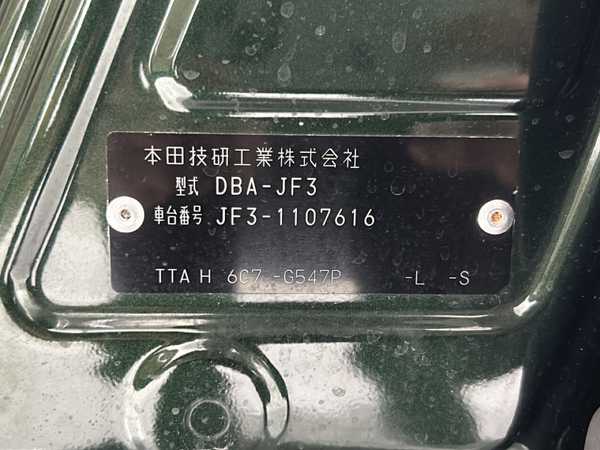 本田技研工業株式会社
型式 DBA-JF3
車台番号 JF3-1107616
TTA H 6C7 -G547P -L -S